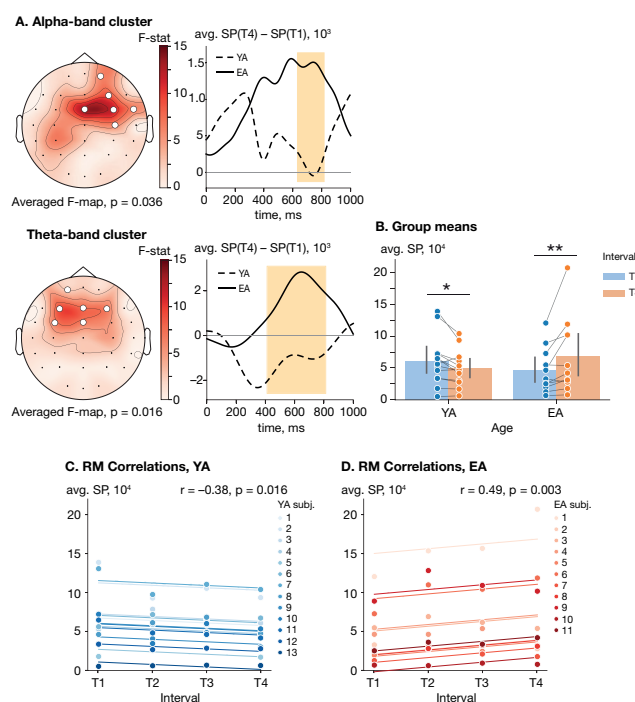 A. Alpha-band cluster
F-stat
avg. SP(T4) – SP(T1), 10³
15
10
5
0
YA
EA
1.5
1.0
.5
0
0 200 400 600 800 1000
time, ms
Averaged F-map, p = 0.036
Theta-band cluster
F-stat
avg. SP(T4) – SP(T1), 10³
15
10
5
0
YA
EA
2
0
−2
0 200 400 600 800 1000
time, ms
Averaged F-map, p = 0.016
B. Group means
avg. SP, 10⁴
Interval
T
T
20
15
10
5
0
*
**
YA EA
Age
C. RM Correlations, YA
avg. SP, 10⁴
r = −0.38, p = 0.016
20
15
10
5
0
T1 T2 T3 T4
Interval
YA subj.
1
2
3
4
5
6
7
8
9
10
11
12
13
D. RM Correlations, EA
avg. SP, 10⁴
r = 0.49, p = 0.003
20
15
10
5
0
T1 T2 T3 T4
Interval
EA subj.
1
2
3
4
5
6
7
8
9
10
11